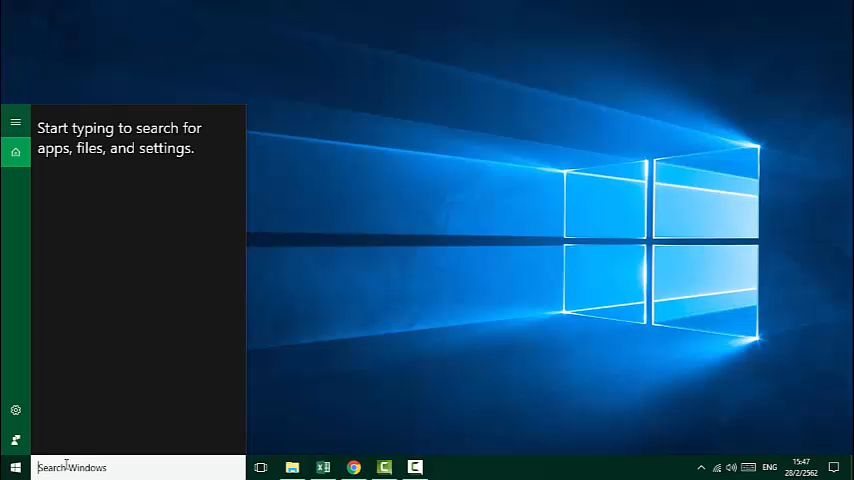 Start typing to search for
apps, files, and settings.
Search Windows
ENG
15:47
28/2/2562